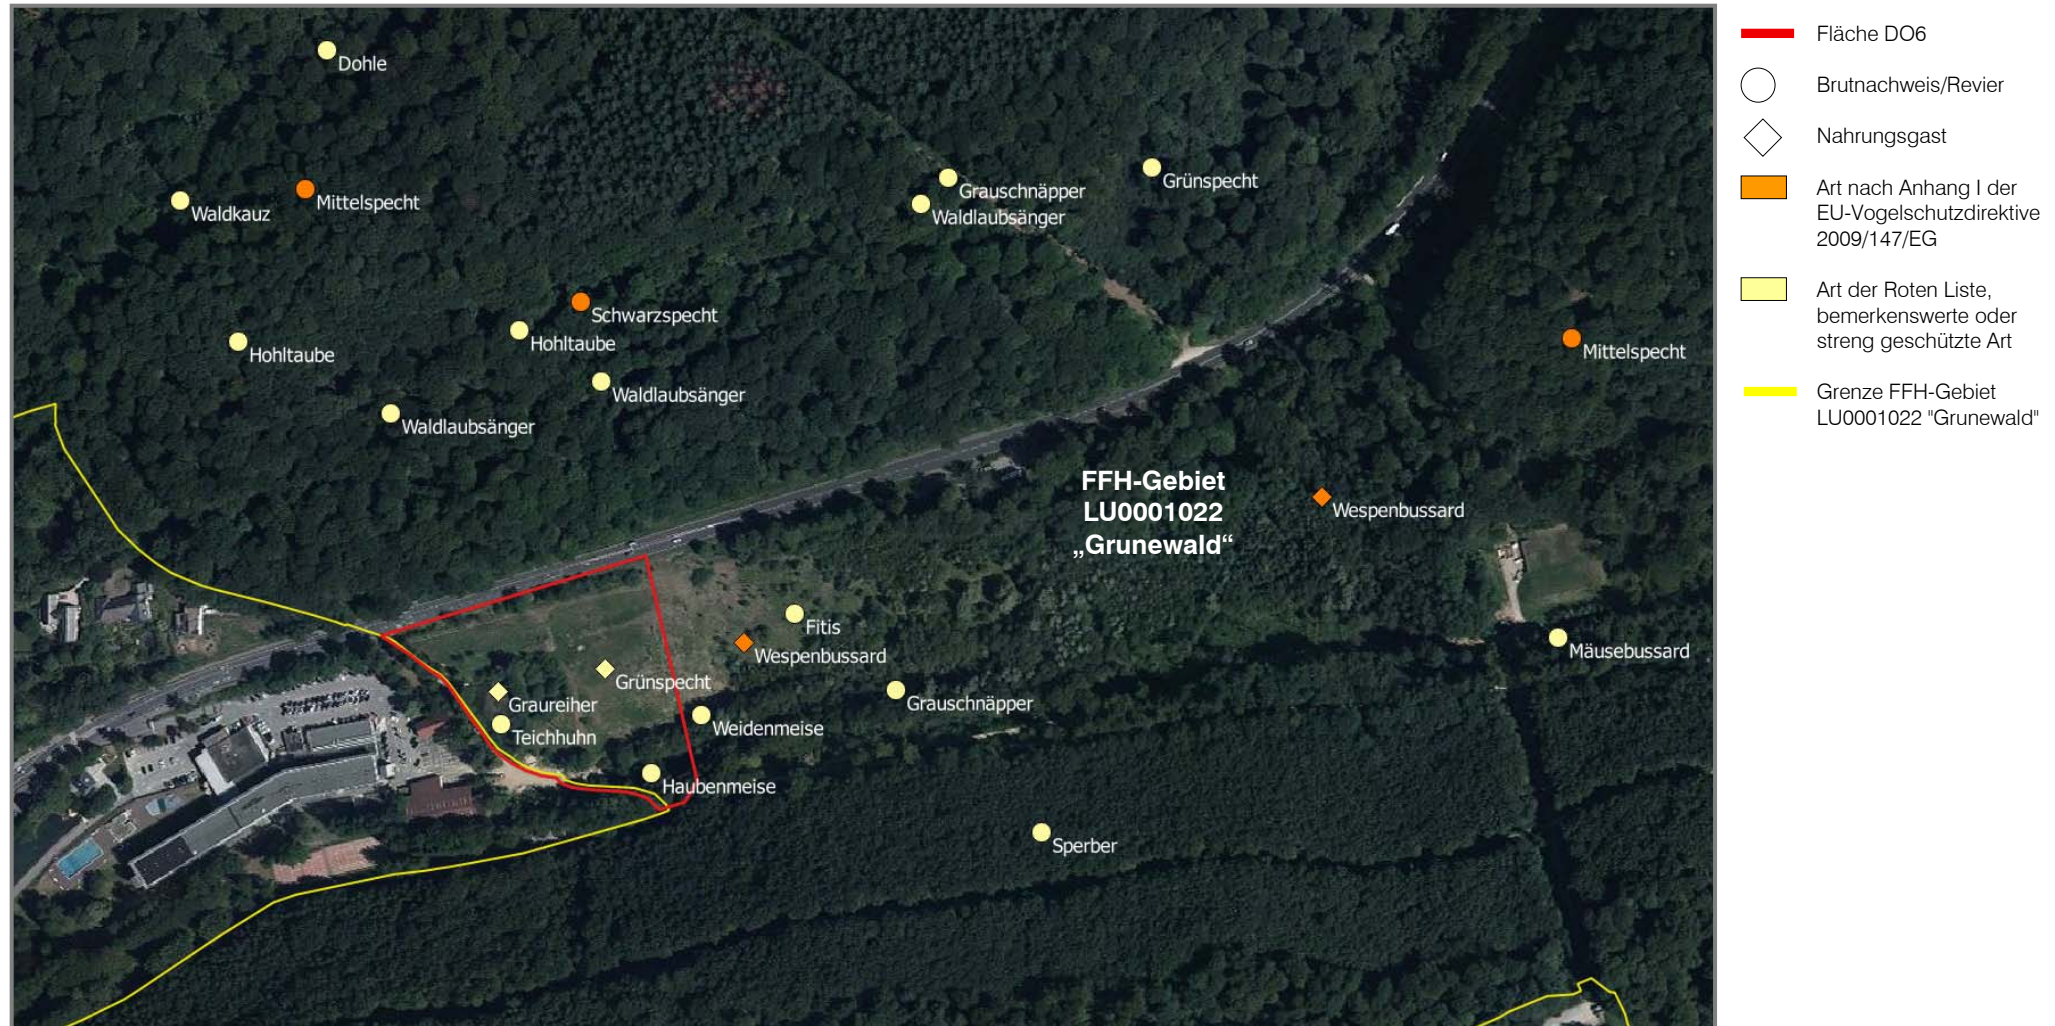 Dohle
Mittelspecht
Waldkauz
Grauschnäpper
Waldlaubsänger
Grünspecht
Schwarzspecht
Hohltaube
Hohltaube
Mittelspecht
Waldlaubsänger
Waldlaubsänger
FFH-Gebiet
LU0001022
„Grunewald“
Wespenbussard
Fitis
Wespenbussard
Mäusebussard
Grünspecht
Graureiher
Grauschnäpper
Weidenmeise
Teichhuhn
Haubenmeise
Sperber
Fläche DO6
Brutnachweis/Revier
Nahrungsgast
Art nach Anhang I der
EU-Vogelschutzdirektive
2009/147/EG
Art der Roten Liste,
bemerkenswerte oder
streng geschützte Art
Grenze FFH-Gebiet
LU0001022 "Grunewald"